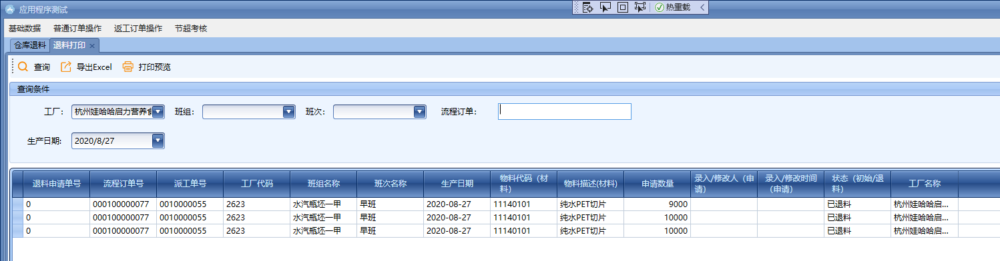 应用程序测试
热重载
基础数据 普通订单操作 返工订单操作 节超考核
仓库退料 退料打印
查询 导出Excel 打印预览
查询条件
工厂: 杭州娃哈哈启力营养食 班组: 班次: 流程订单:
生产日期: 2020/8/27
退料申请单号 流程订单号 派工单号 工厂代码 班组名称 班次名称 生产日期 物料代码（材料） 物料描述(材料) 申请数量 录入/修改人（申请） 录入/修改时间（申请） 状态（初始/退料） 工厂名称
0 000100000077 0010000055 2623 水汽瓶坯一甲 早班 2020-08-27 11140101 纯水PET切片 9000 已退料 杭州娃哈哈启...
0 000100000077 0010000055 2623 水汽瓶坯一甲 早班 2020-08-27 11140101 纯水PET切片 10000 已退料 杭州娃哈哈启...
0 000100000077 0010000055 2623 水汽瓶坯一甲 早班 2020-08-27 11140101 纯水PET切片 10000 已退料 杭州娃哈哈启...